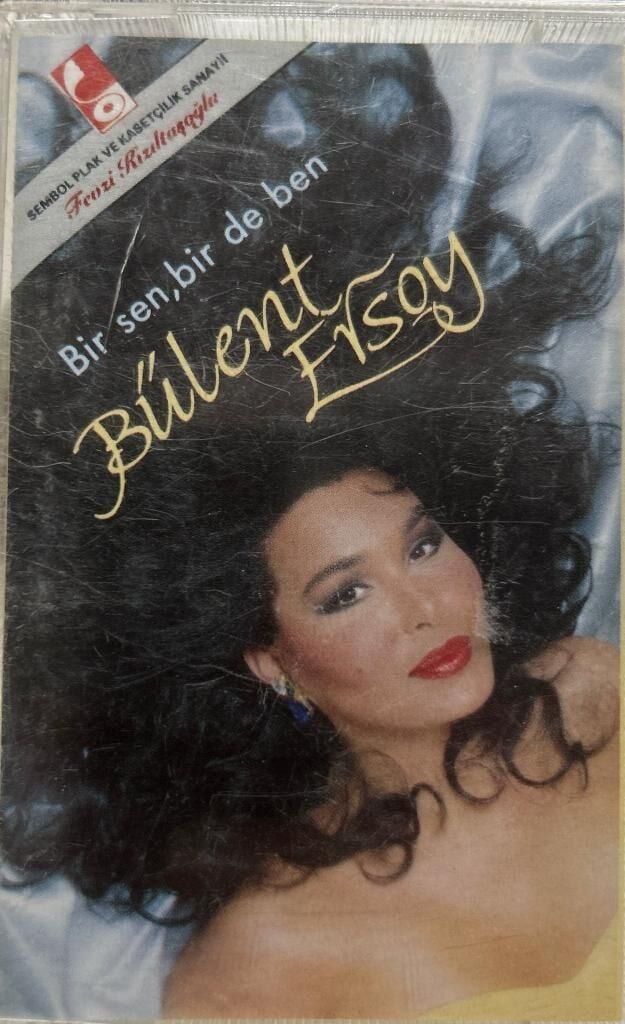 SEMBOL PLAK VE KASETÇİLİK SANAYİİ
Fevzi Kızıltaşoğlu
Bir sen, bir de ben
Bülent
Ersoy